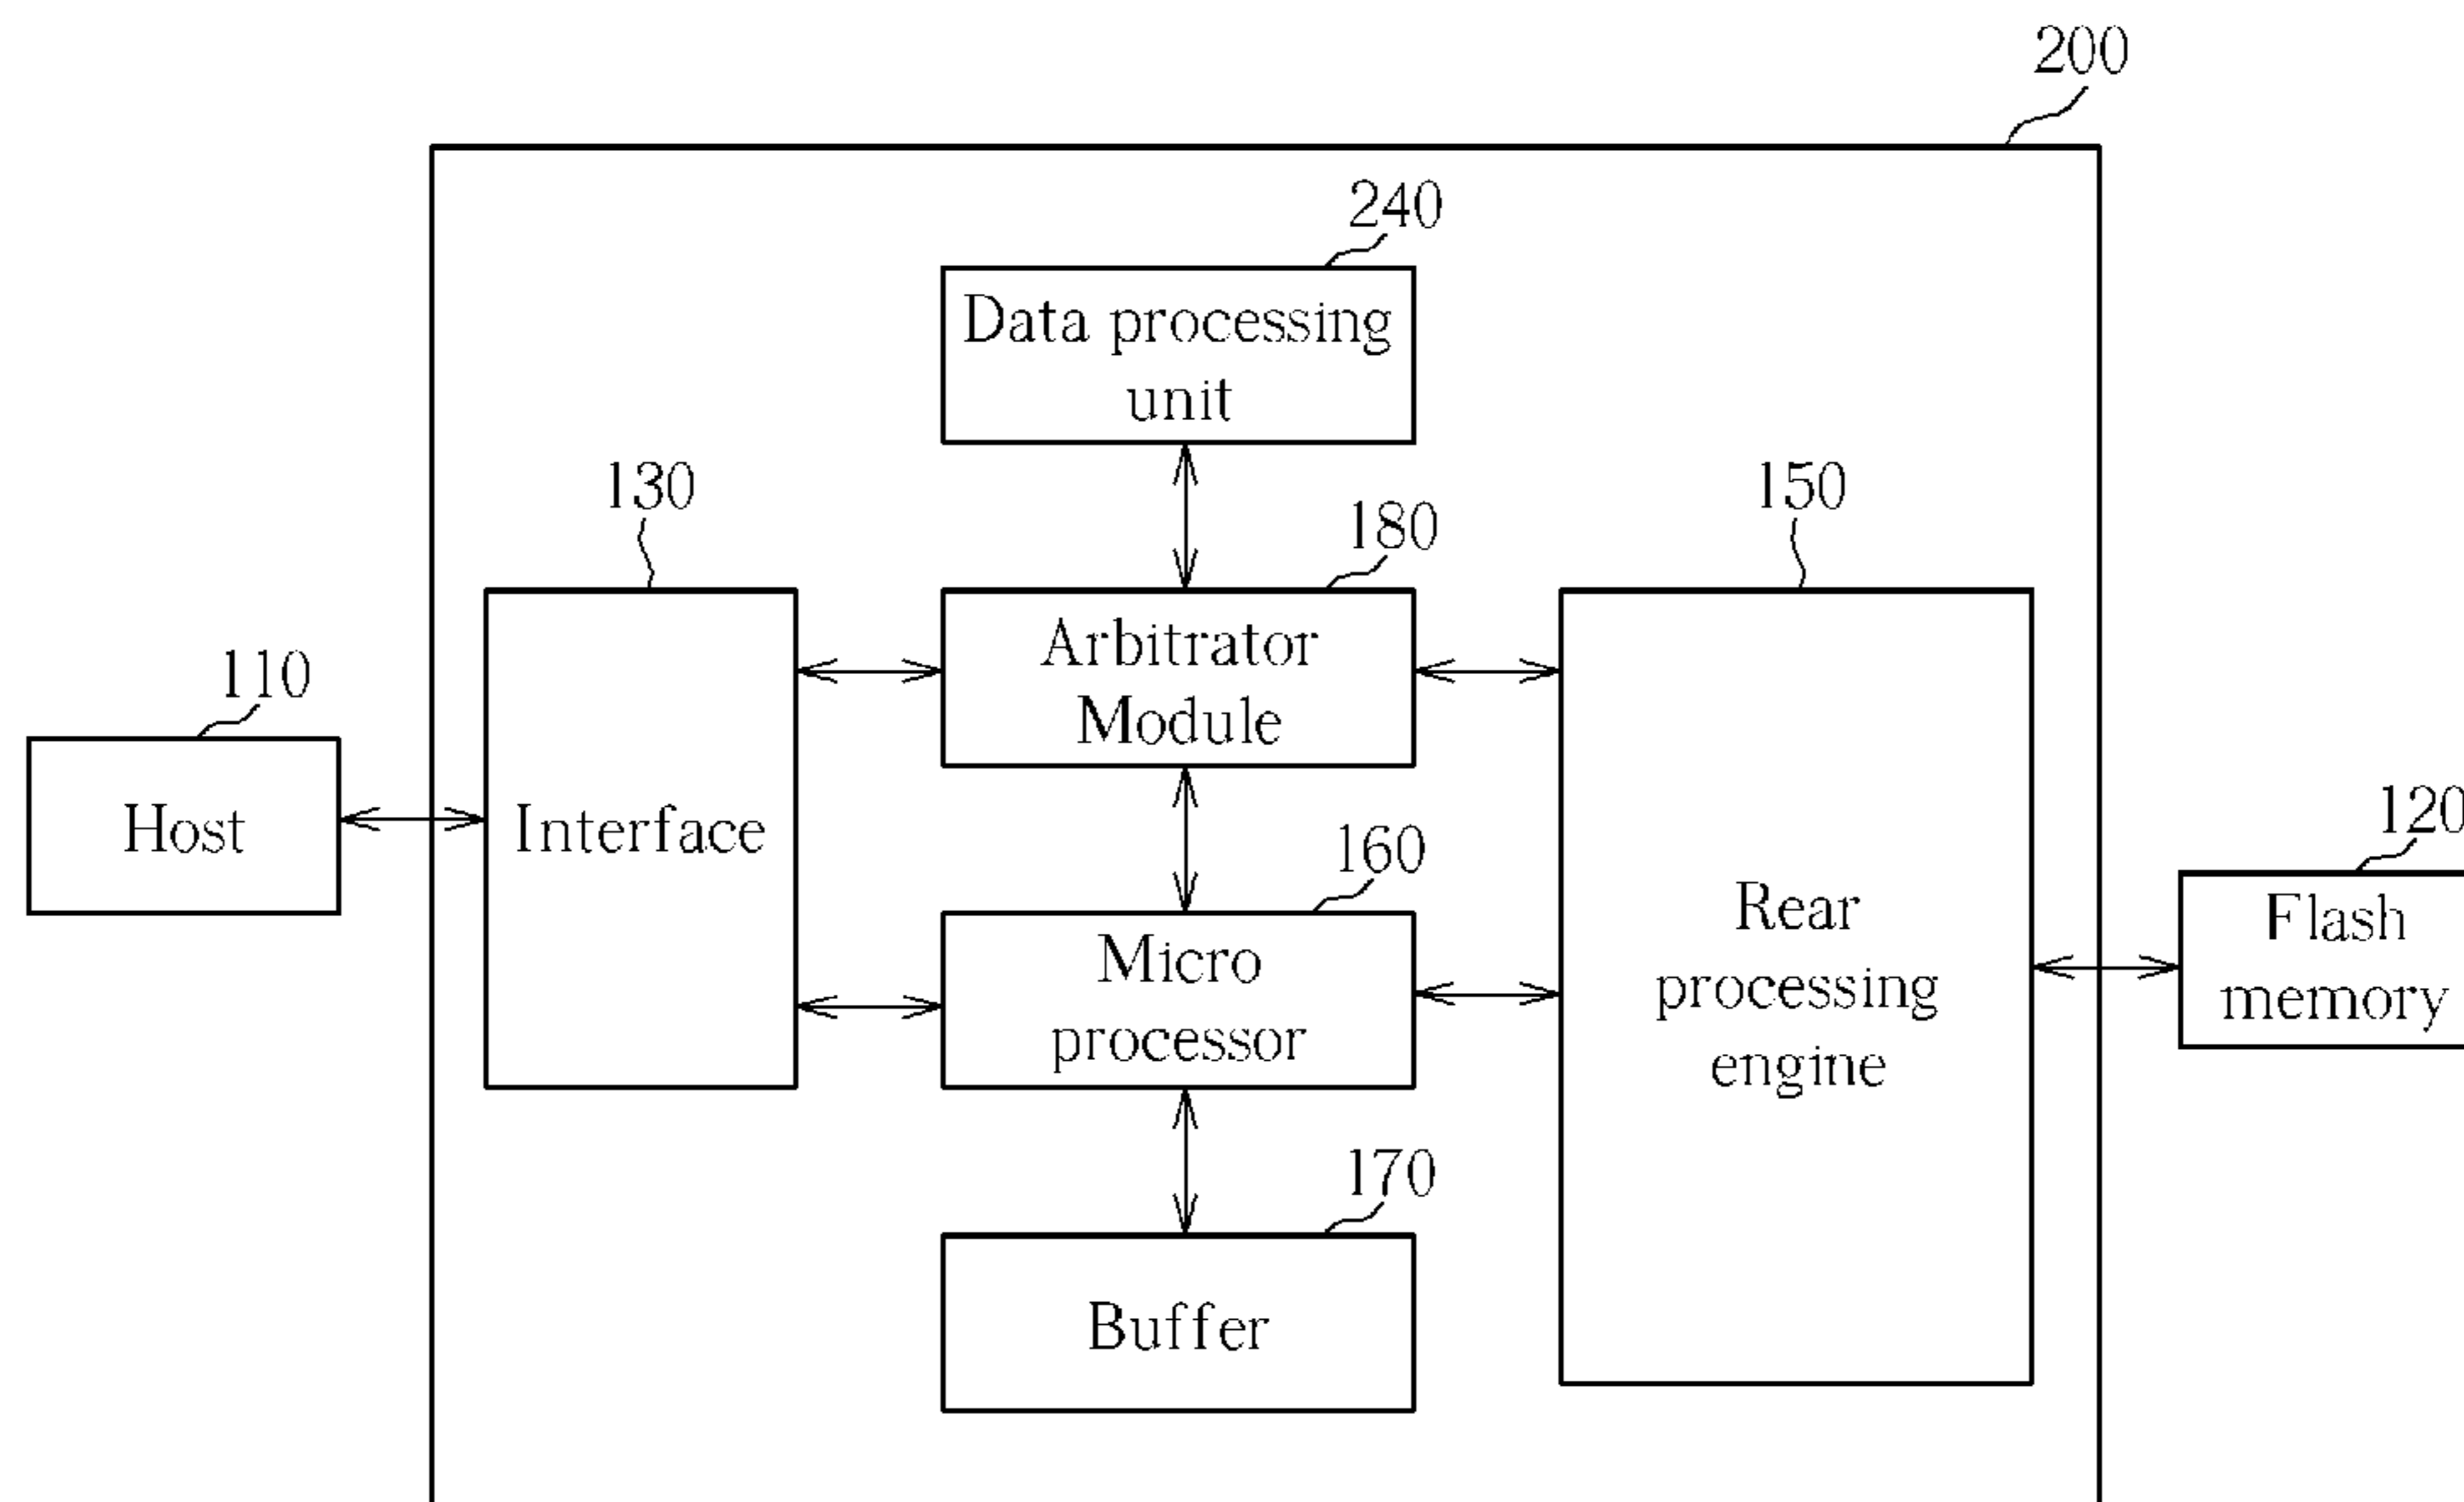 200
240
Data processing
unit
130
180
150
Arbitrator
Module
110
Host
Interface
160
120
Micro
processor
Rear
processing
engine
Flash
memory
170
Buffer